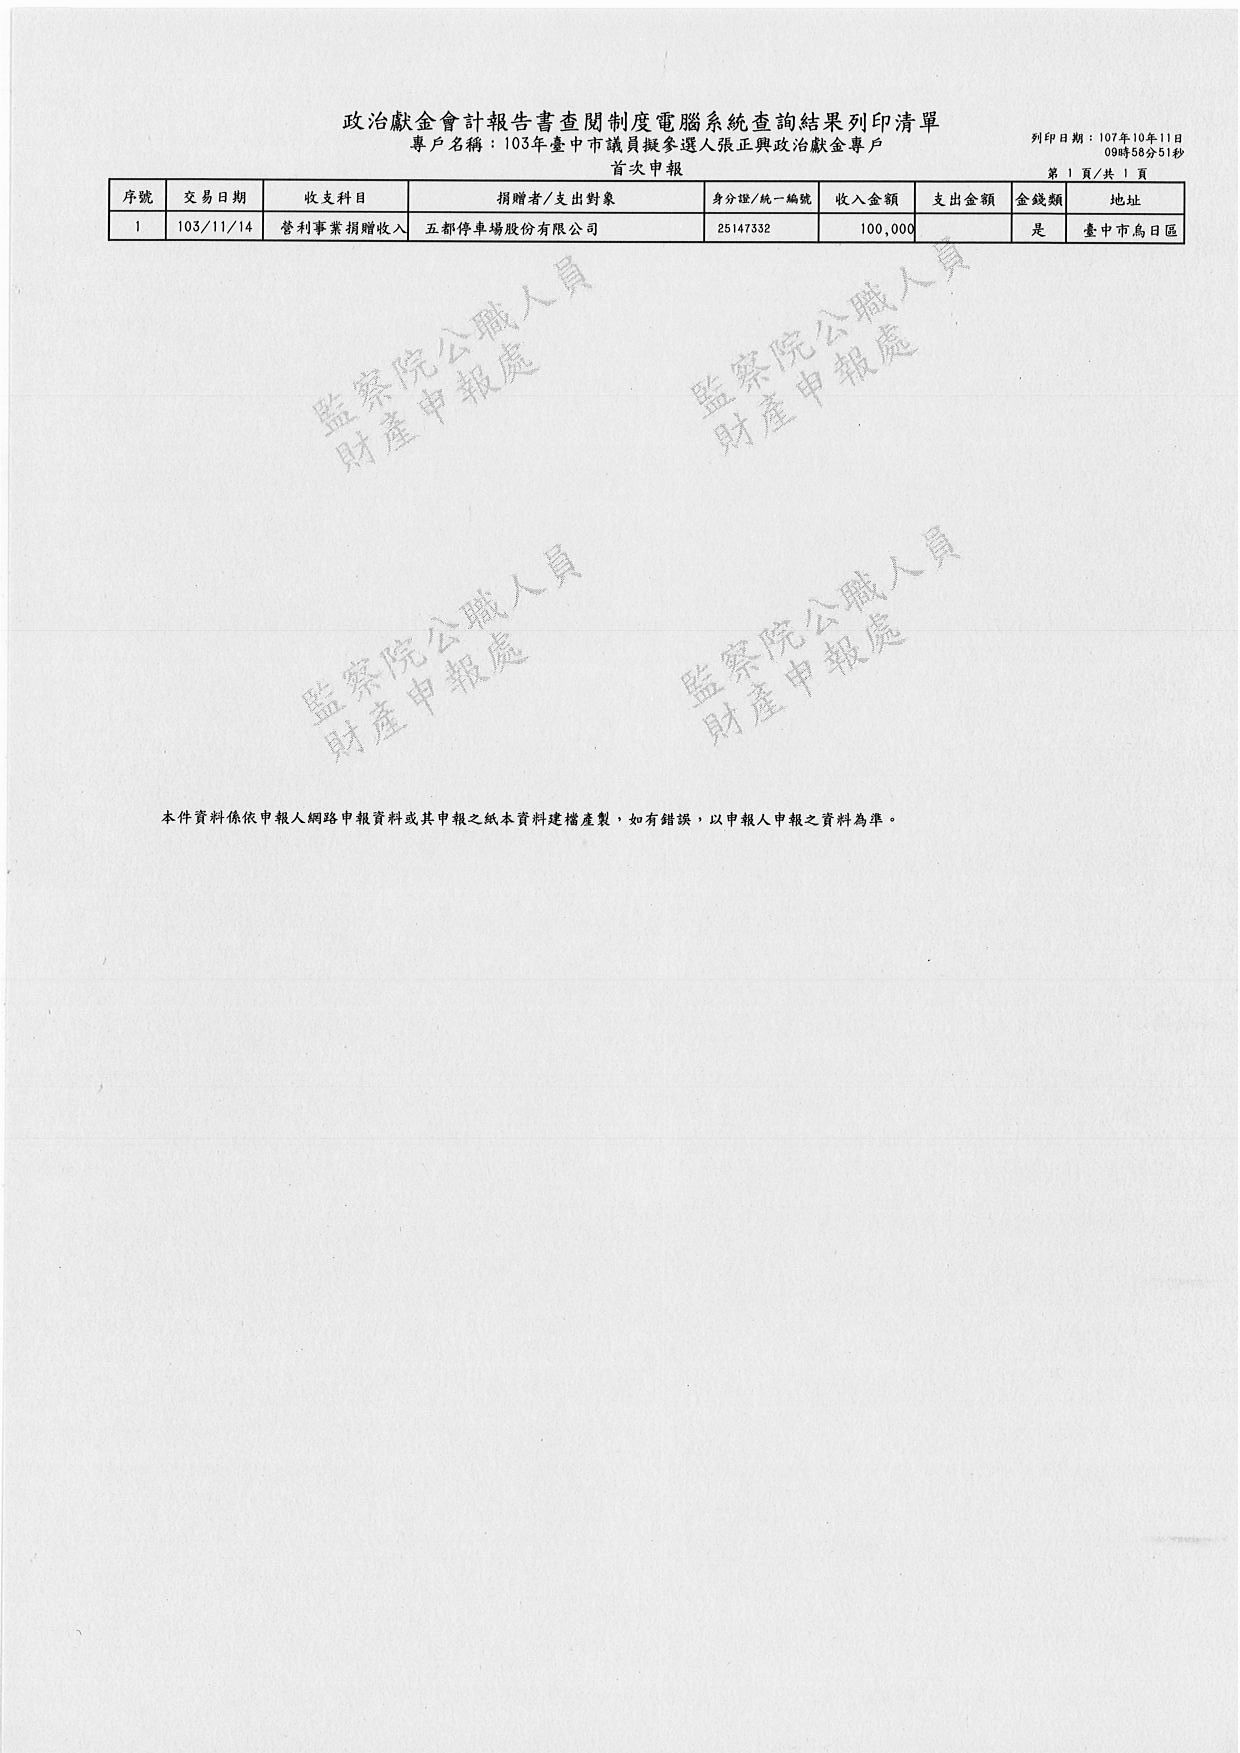 政治獻金會計報告書查閱制度電腦系統查詢結果列印清單
專戶名稱：103年臺中市議員擬參選人張正興政治獻金專戶
首次申報
列印日期：107年10年11日
09時58分51秒
第 1 頁/共 1 頁
序號 交易日期 收支科目 捐贈者/支出對象 身分證/統一編號 收入金額 支出金額 金錢類 地址
1 103/11/14 營利事業捐贈收入 五都停車場股份有限公司 25147332 100,000 是 臺中市烏日區
監察院公職人員
財產申報處
監察院公職人員
財產申報處
監察院公職人員
財產申報處
監察院公職人員
財產申報處
本件資料係依申報人網路申報資料或其申報之紙本資料建檔產製，如有錯誤，以申報人申報之資料為準。